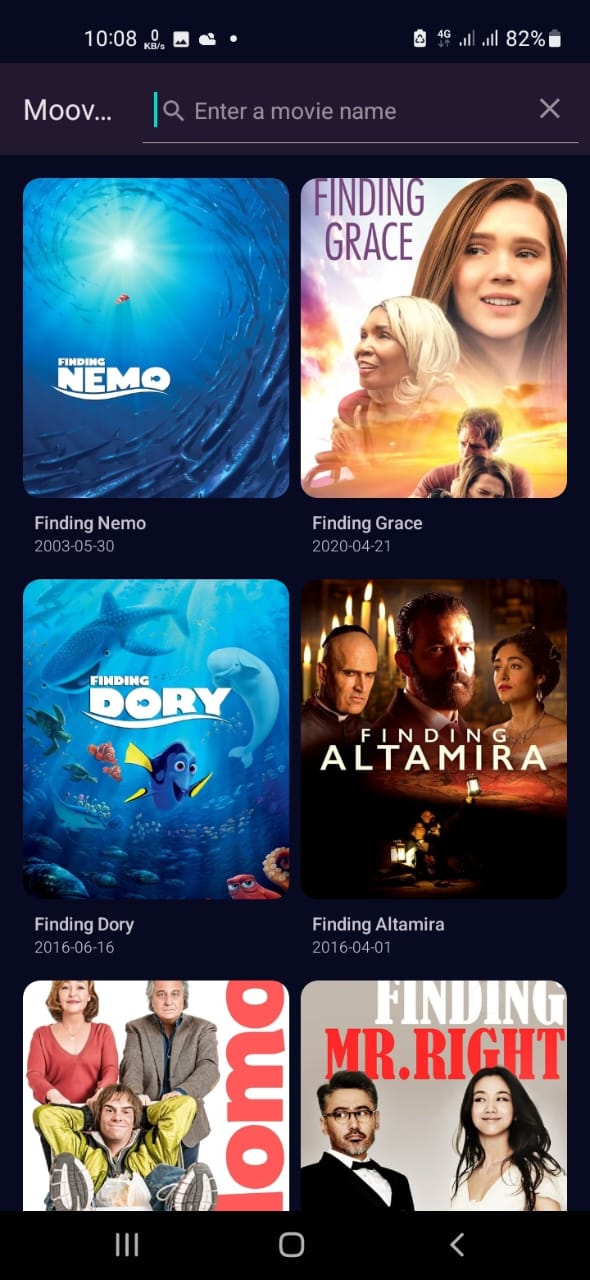 10:08 0 KB/s 4G 82%
Moov... Enter a movie name
FINDING
NEMO
FINDING
GRACE
Finding Nemo
2003-05-30
Finding Grace
2020-04-21
FINDING
DORY
FINDING
ALTAMIRA
Finding Dory
2016-06-16
Finding Altamira
2016-04-01
lomo
FINDING
MR.RIGHT